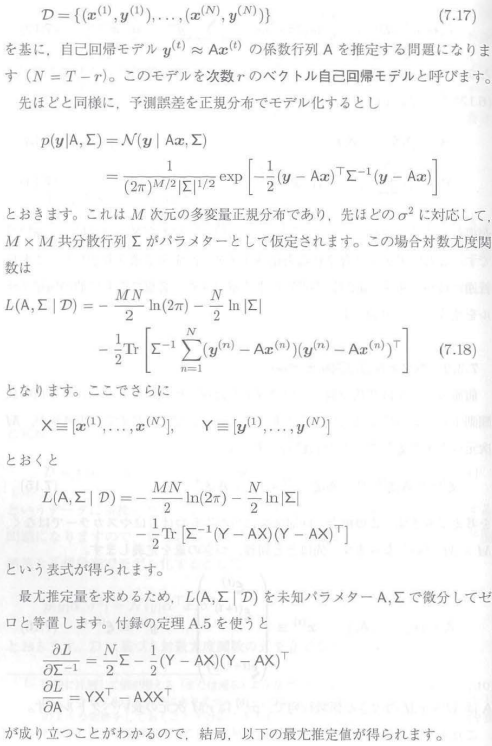 𝒟 = {(x^(1), y^(1)), . . . , (x^(N), y^(N))} (7.17)
を基に，自己回帰モデル y^(t) ≈ Ax^(t) の係数行列 A を推定する問題になりま
す（N = T − r）。このモデルを次数 r のベクトル自己回帰モデルと呼びます。
先ほどと同様に，予測誤差を正規分布でモデル化するとし
p(y|A, Σ) = 𝒩(y | Ax, Σ)
= 1/((2π)^{M/2}|Σ|^{1/2}) exp [−1/2 (y − Ax)^⊤ Σ^{−1}(y − Ax)]
とおきます。これは M 次元の多変量正規分布であり，先ほどの σ² に対応して，
M × M 共分散行列 Σ がパラメターとして仮定されます。この場合対数尤度関
数は
L(A, Σ | 𝒟) = − MN/2 ln(2π) − N/2 ln |Σ|
− 1/2 Tr [Σ^{−1} ∑_{n=1}^{N} (y^(n) − Ax^(n))(y^(n) − Ax^(n))^⊤] (7.18)
となります。ここでさらに
X ≡ [x^(1), . . . , x^(N)], Y ≡ [y^(1), . . . , y^(N)]
とおくと
L(A, Σ | 𝒟) = − MN/2 ln(2π) − N/2 ln|Σ|
− 1/2 Tr [Σ^{−1}(Y − AX)(Y − AX)^⊤]
という表式が得られます。
最尤推定量を求めるため，L(A, Σ | 𝒟) を未知パラメター A, Σ で微分してゼ
ロと等置します。付録の定理 A.5 を使うと
∂L/∂Σ^{−1} = N/2 Σ − 1/2 (Y − AX)(Y − AX)^⊤
∂L/∂A = YX^⊤ − AXX^⊤
が成り立つことがわかるので，結局，以下の最尤推定値が得られます。